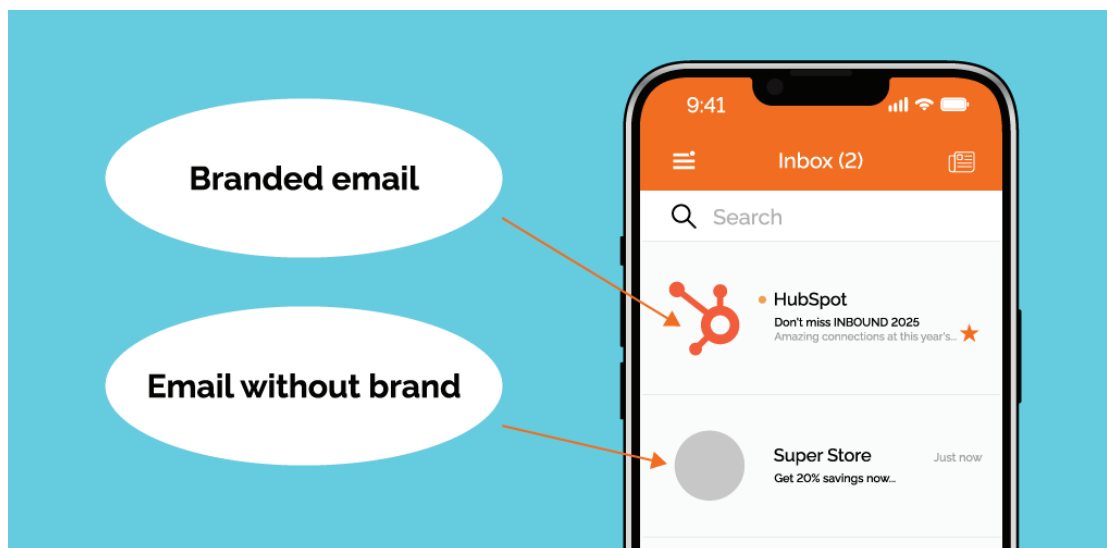 Branded email
Email without brand
9:41
Inbox (2)
Search
HubSpot
Don't miss INBOUND 2025
Amazing connections at this year's...
Super Store
Just now
Get 20% savings now...